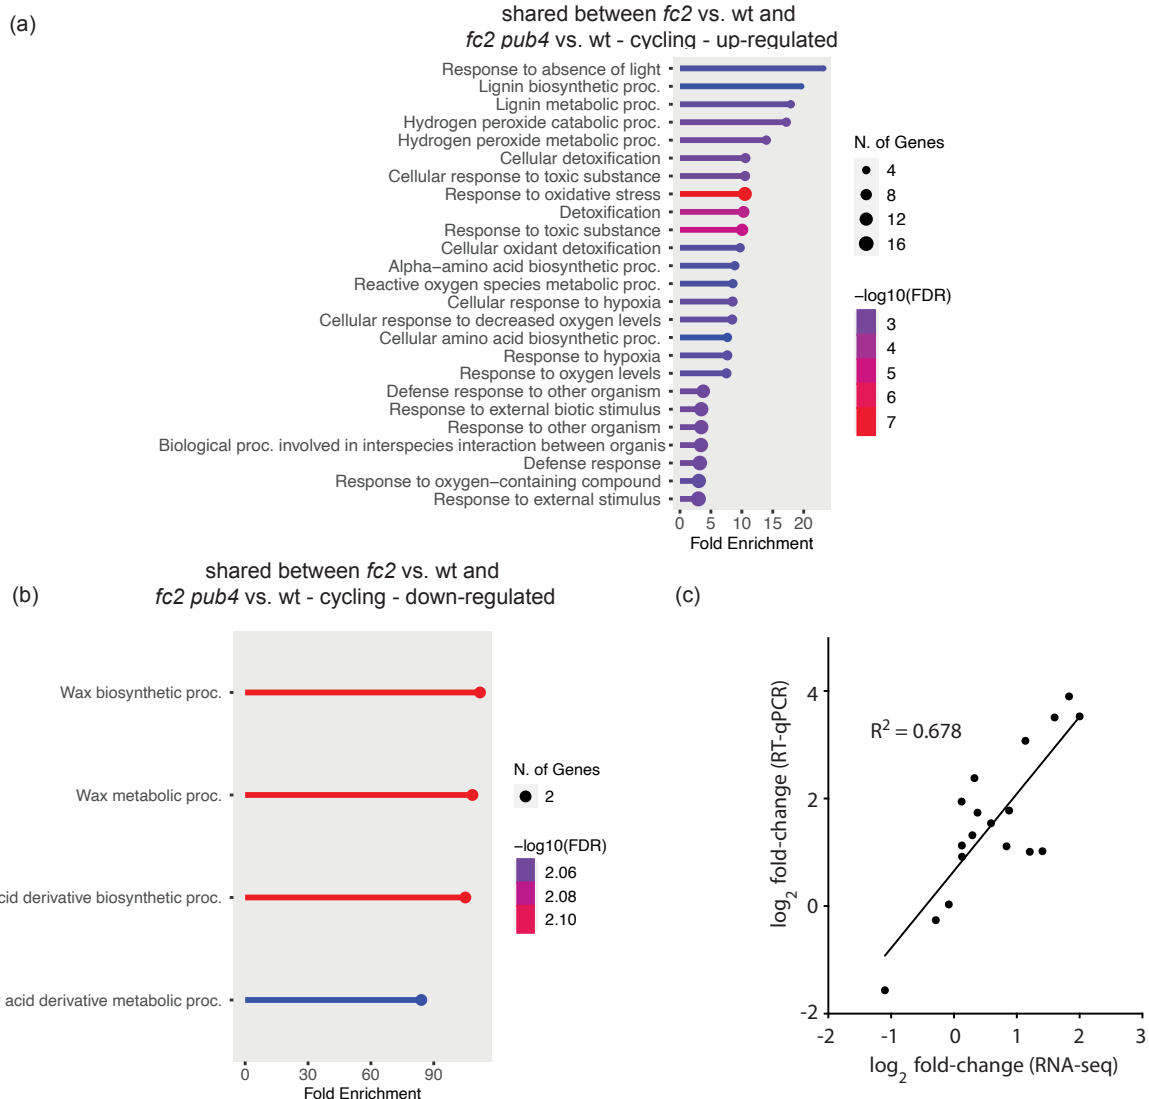 (a)
shared between fc2 vs. wt and
fc2 pub4 vs. wt - cycling - up-regulated
Response to absence of light
Lignin biosynthetic proc.
Lignin metabolic proc.
Hydrogen peroxide catabolic proc.
Hydrogen peroxide metabolic proc.
Cellular detoxification
Cellular response to toxic substance
Response to oxidative stress
Detoxification
Response to toxic substance
Cellular oxidant detoxification
Alpha−amino acid biosynthetic proc.
Reactive oxygen species metabolic proc.
Cellular response to hypoxia
Cellular response to decreased oxygen levels
Cellular amino acid biosynthetic proc.
Response to hypoxia
Response to oxygen levels
Defense response to other organism
Response to external biotic stimulus
Response to other organism
Biological proc. involved in interspecies interaction between organis
Defense response
Response to oxygen−containing compound
Response to external stimulus
0 5 10 15 20
Fold Enrichment
N. of Genes
4
8
12
16
−log10(FDR)
3
4
5
6
7
(b)
shared between fc2 vs. wt and
fc2 pub4 vs. wt - cycling - down-regulated
Wax biosynthetic proc.
Wax metabolic proc.
cid derivative biosynthetic proc.
acid derivative metabolic proc.
0 30 60 90
Fold Enrichment
N. of Genes
2
−log10(FDR)
2.06
2.08
2.10
(c)
log2 fold-change (RT-qPCR)
4
2
0
-2
R2 = 0.678
-2 -1 0 1 2 3
log2 fold-change (RNA-seq)